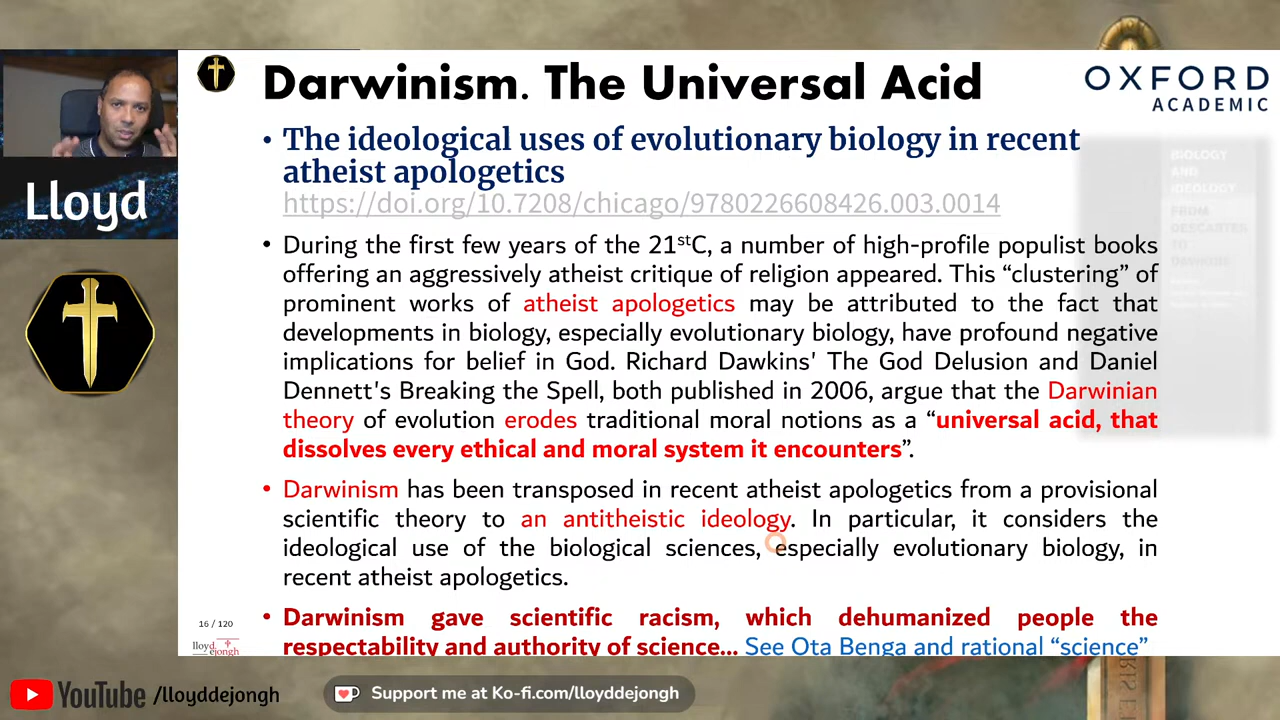 Darwinism. The Universal Acid
OXFORD
ACADEMIC
• The ideological uses of evolutionary biology in recent
atheist apologetics
https://doi.org/10.7208/chicago/9780226608426.003.0014
BIOLOGY
AND
IDEOLOGY
FROM
DESCARTES
TO
DAWKINS
Lloyd
• During the first few years of the 21stC, a number of high-profile populist books
offering an aggressively atheist critique of religion appeared. This “clustering” of
prominent works of atheist apologetics may be attributed to the fact that
developments in biology, especially evolutionary biology, have profound negative
implications for belief in God. Richard Dawkins' The God Delusion and Daniel
Dennett's Breaking the Spell, both published in 2006, argue that the Darwinian
theory of evolution erodes traditional moral notions as a “universal acid, that
dissolves every ethical and moral system it encounters”.
• Darwinism has been transposed in recent atheist apologetics from a provisional
scientific theory to an antitheistic ideology. In particular, it considers the
ideological use of the biological sciences, especially evolutionary biology, in
recent atheist apologetics.
• Darwinism gave scientific racism, which dehumanized people the
respectability and authority of science... See Ota Benga and rational “science”
16 / 120
lloyd
ejongh
YouTube /lloyddejongh
Support me at Ko-fi.com/lloyddejongh